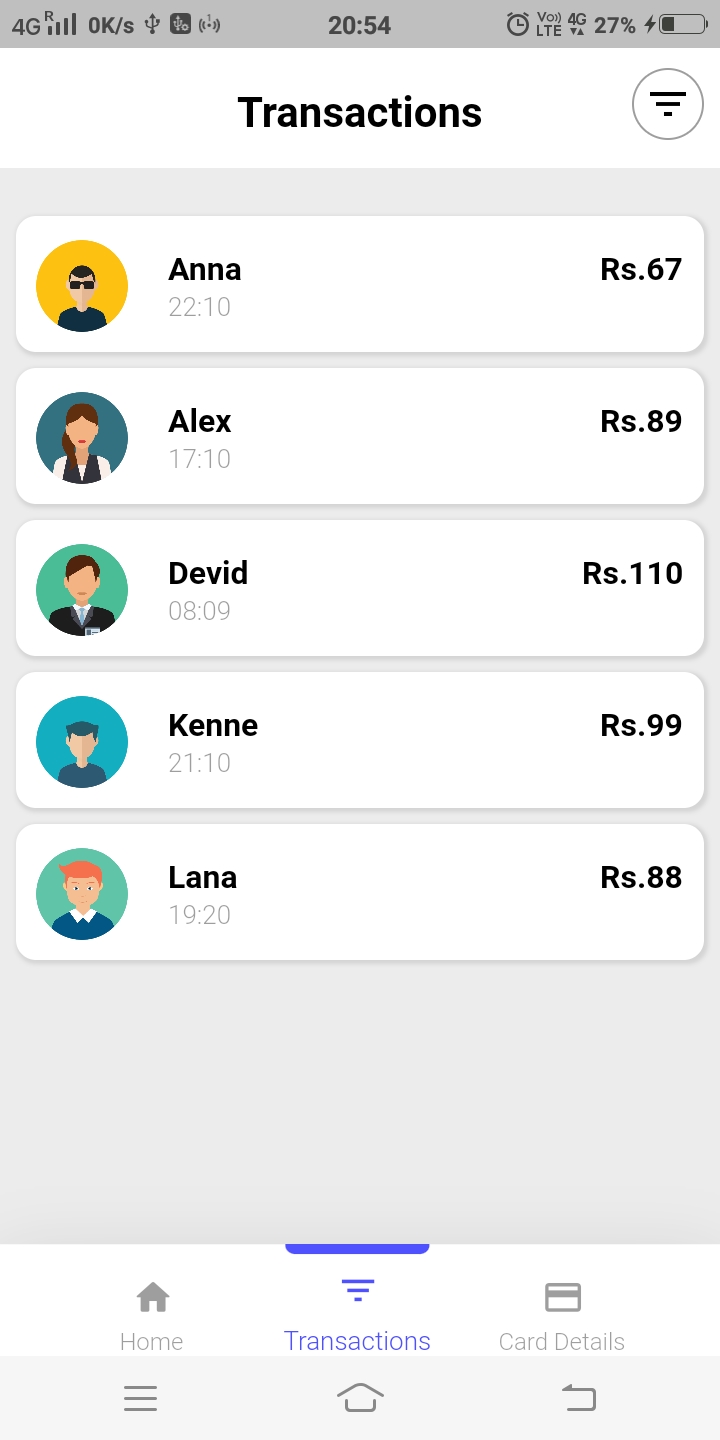 4G R 0K/s 20:54 Vo)) LTE 4G 27%
Transactions
Anna Rs.67
22:10
Alex Rs.89
17:10
Devid Rs.110
08:09
Kenne Rs.99
21:10
Lana Rs.88
19:20
Home Transactions Card Details